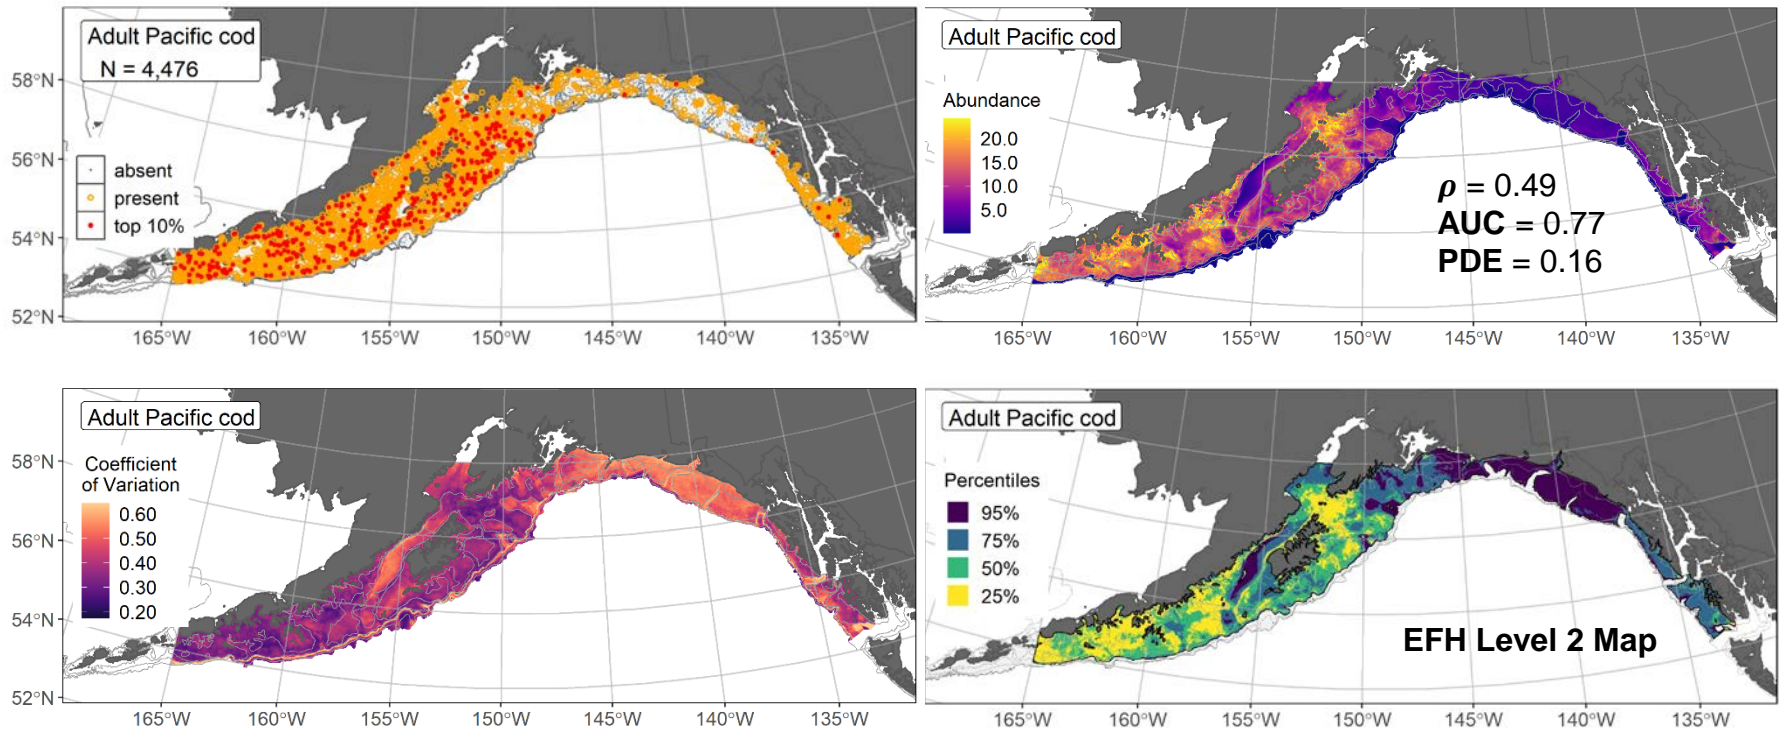 Adult Pacific cod
N = 4,476
58°N
56°N
54°N
52°N
absent
present
top 10%
165°W
160°W
155°W
150°W
145°W
140°W
135°W
Adult Pacific cod
Abundance
20.0
15.0
10.0
5.0
ρ = 0.49
AUC = 0.77
PDE = 0.16
165°W
160°W
155°W
150°W
145°W
140°W
135°W
Adult Pacific cod
Coefficient
of Variation
0.60
0.50
0.40
0.30
0.20
58°N
56°N
54°N
52°N
165°W
160°W
155°W
150°W
145°W
140°W
135°W
Adult Pacific cod
Percentiles
95%
75%
50%
25%
EFH Level 2 Map
165°W
160°W
155°W
150°W
145°W
140°W
135°W